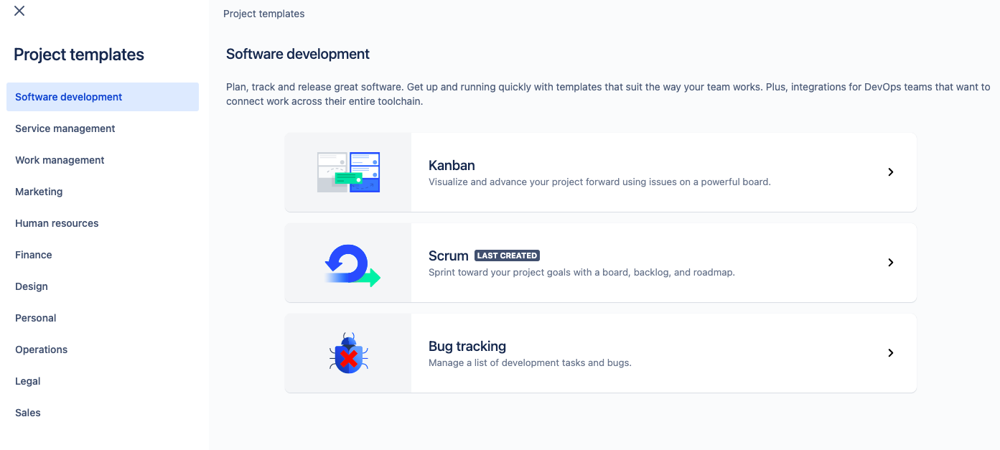 Project templates
Software development
Service management
Work management
Marketing
Human resources
Finance
Design
Personal
Operations
Legal
Sales
Project templates
Software development
Plan, track and release great software. Get up and running quickly with templates that suit the way your team works. Plus, integrations for DevOps teams that want to
connect work across their entire toolchain.
Kanban
Visualize and advance your project forward using issues on a powerful board.
Scrum LAST CREATED
Sprint toward your project goals with a board, backlog, and roadmap.
Bug tracking
Manage a list of development tasks and bugs.